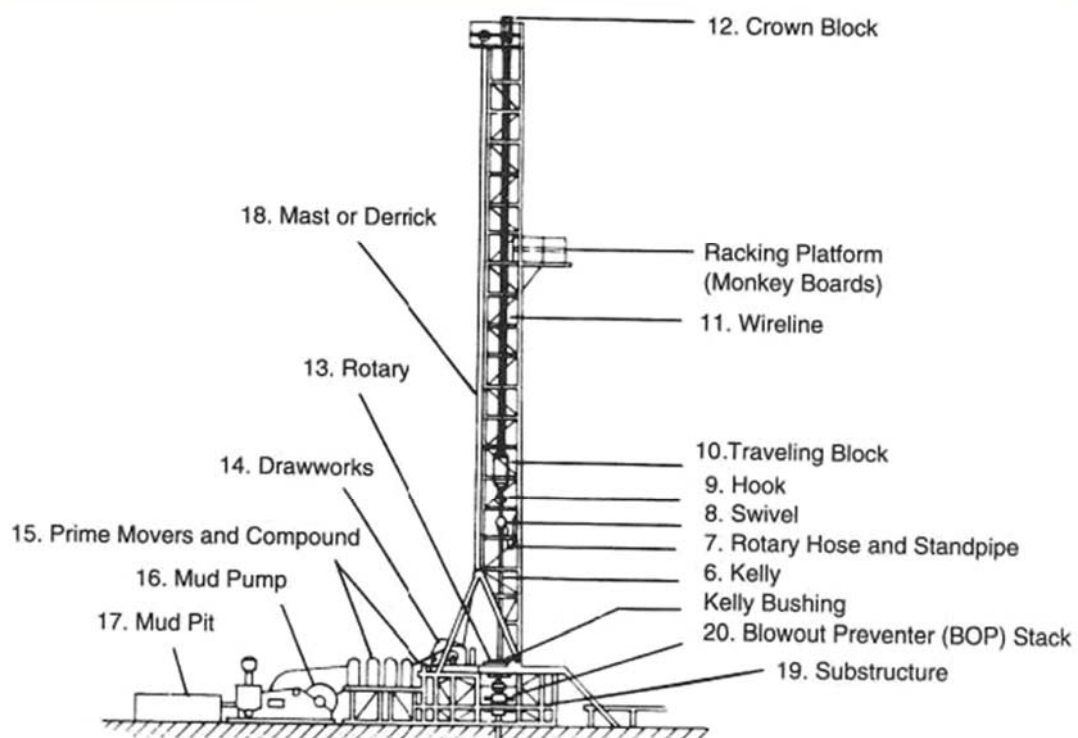 12. Crown Block
18. Mast or Derrick
Racking Platform
(Monkey Boards)
11. Wireline
13. Rotary
10.Traveling Block
14. Drawworks
9. Hook
8. Swivel
15. Prime Movers and Compound
7. Rotary Hose and Standpipe
16. Mud Pump
6. Kelly
Kelly Bushing
17. Mud Pit
20. Blowout Preventer (BOP) Stack
19. Substructure